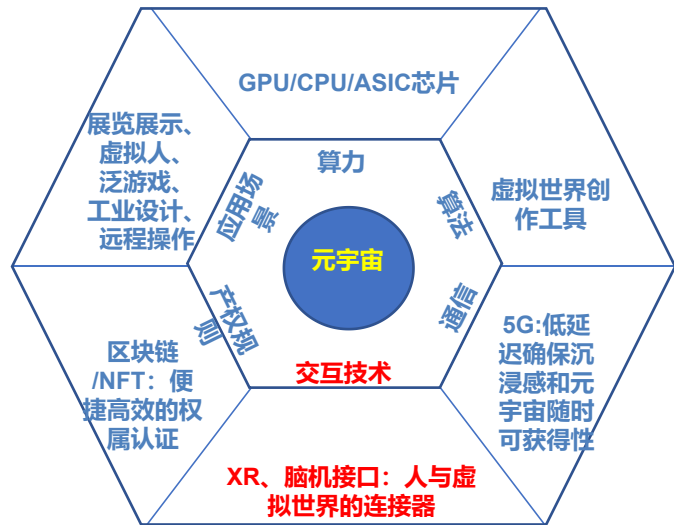 GPU/CPU/ASIC芯片
展览展示、
虚拟人、
泛游戏、
工业设计、
远程操作
算力
应用场
景
算法
虚拟世界创
作工具
元宇宙
产权规
则
通信
区块链
/NFT：便
捷高效的权
属认证
交互技术
5G:低延
迟确保沉
浸感和元
宇宙随时
可获得性
XR、脑机接口：人与虚
拟世界的连接器